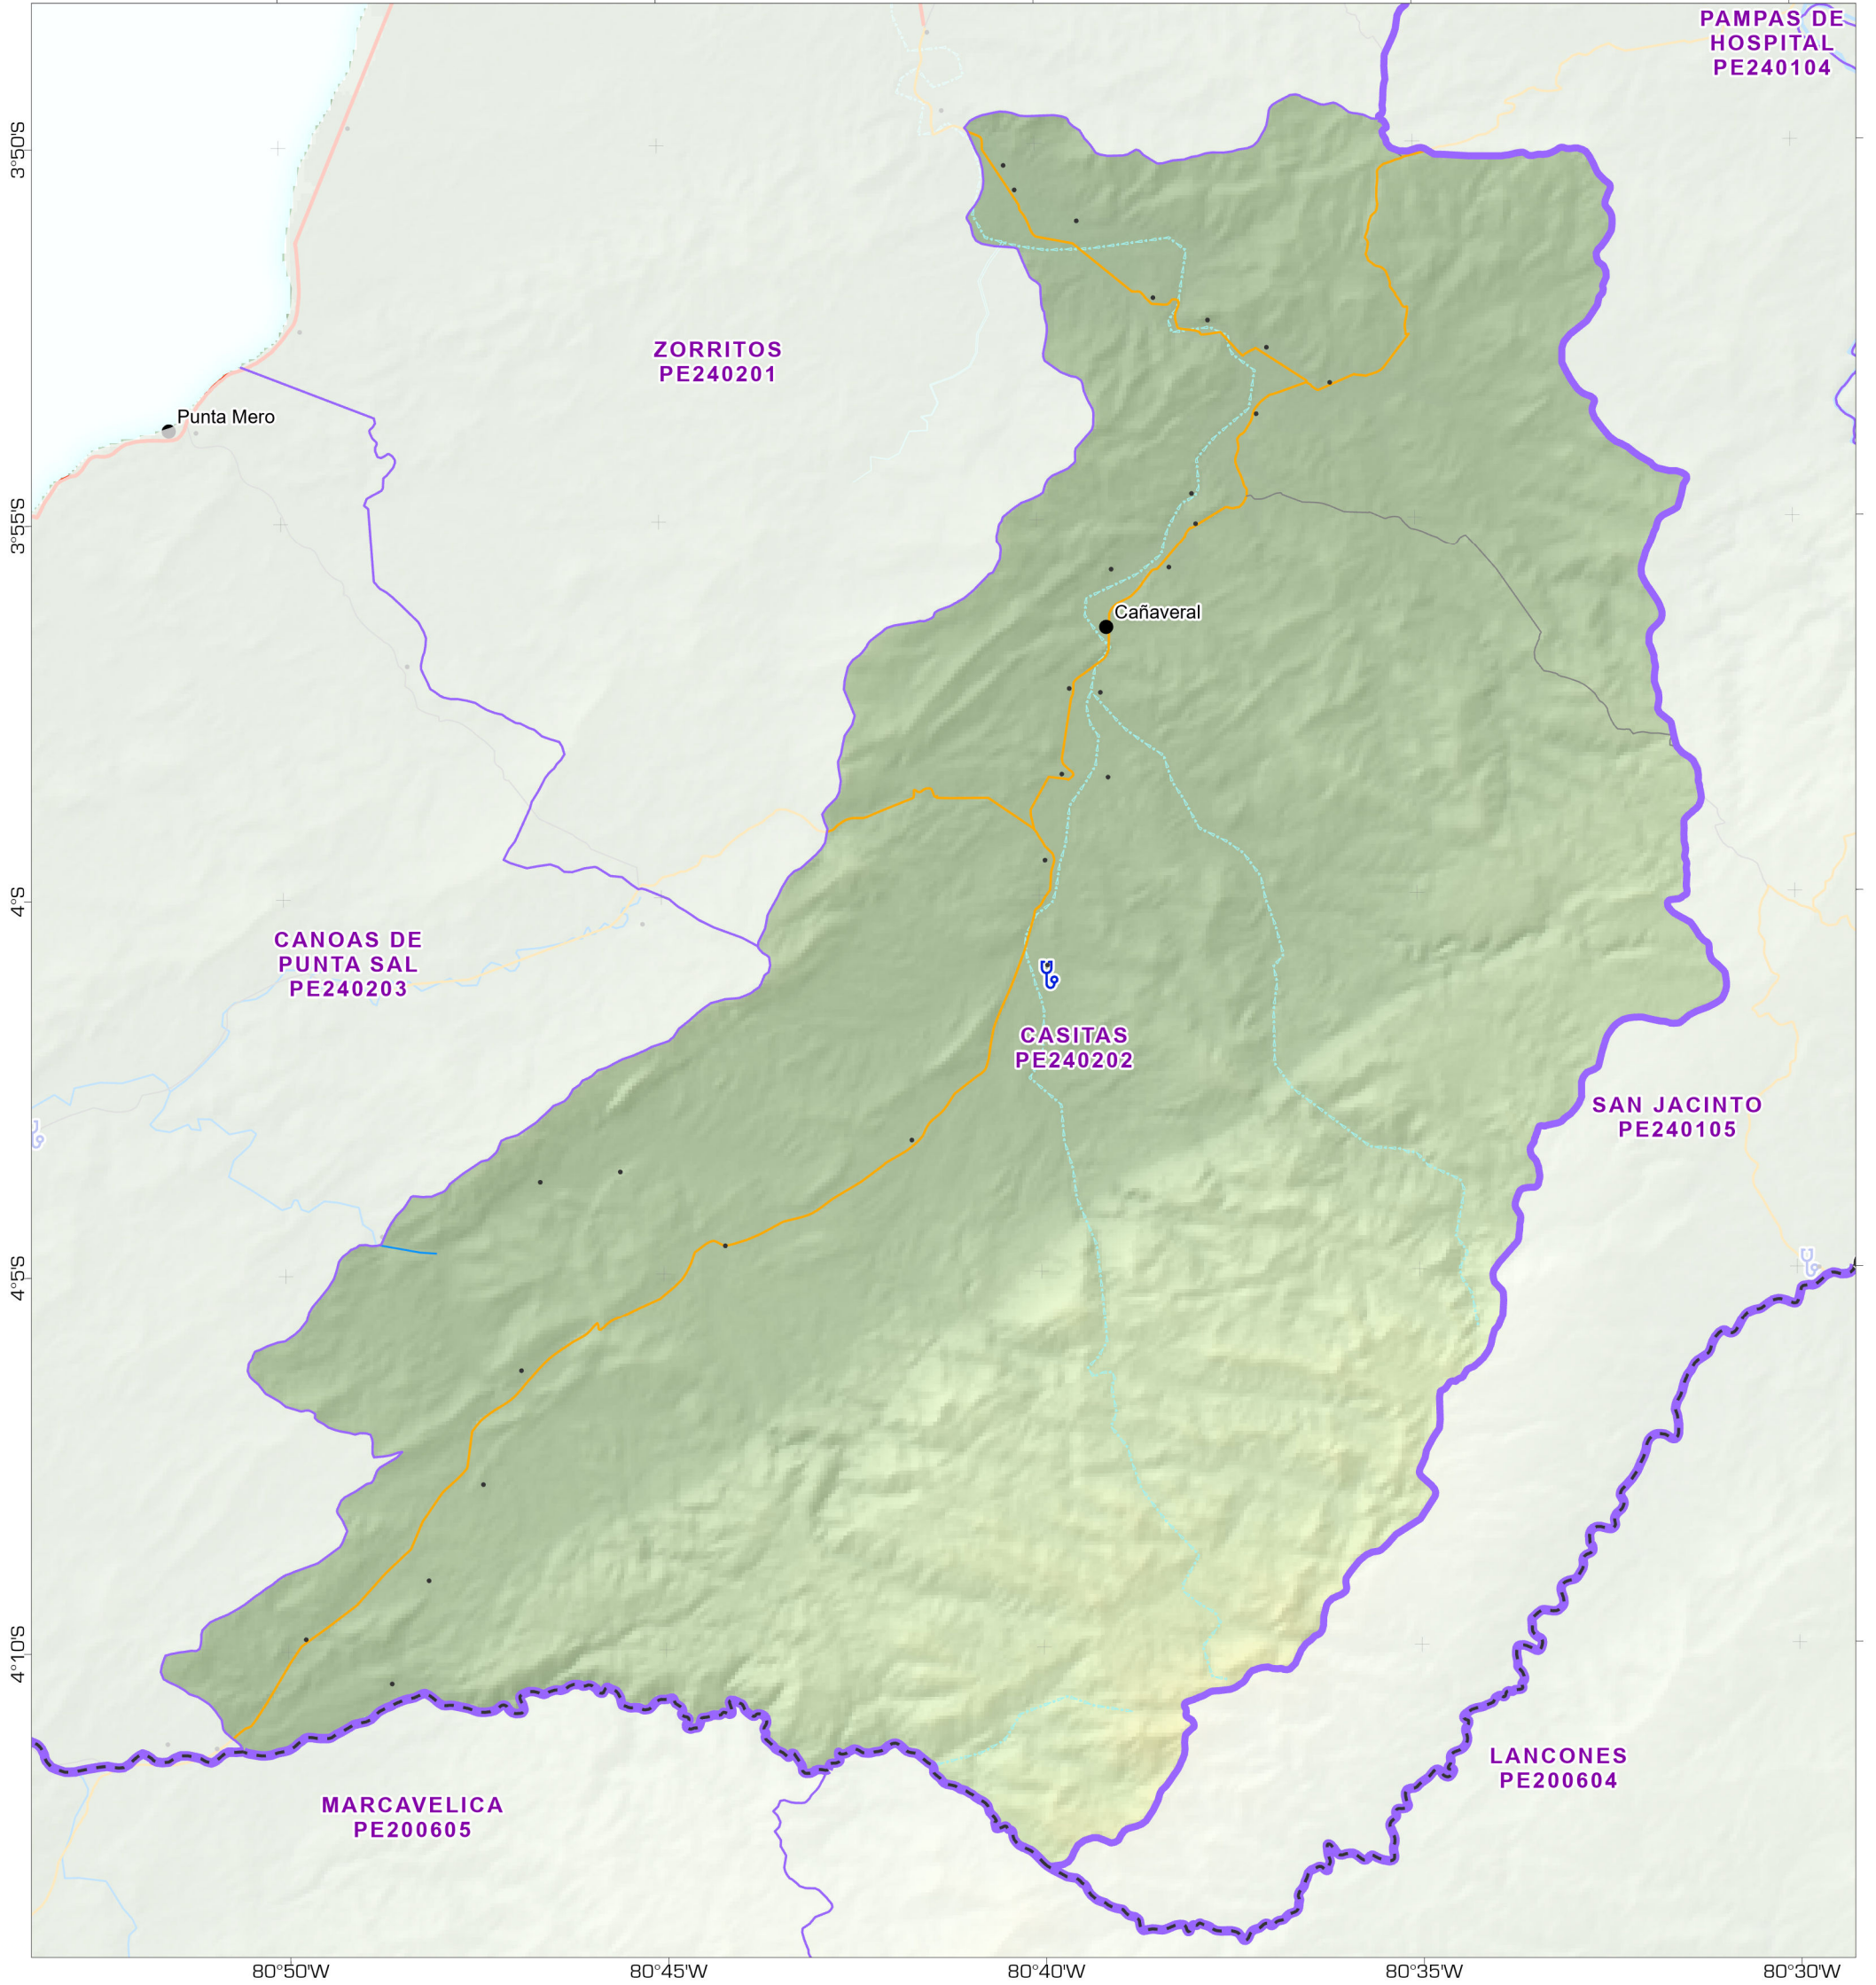 PAMPAS DE
HOSPITAL
PE240104
3°50'S
ZORRITOS
PE240201
Punta Mero
3°55'S
Cañaveral
4°S
CANOAS DE
PUNTA SAL
PE240203
CASITAS
PE240202
SAN JACINTO
PE240105
4°5'S
4°10'S
LANCONES
PE200604
MARCAVELICA
PE200605
80°50'W
80°45'W
80°40'W
80°35'W
80°30'W